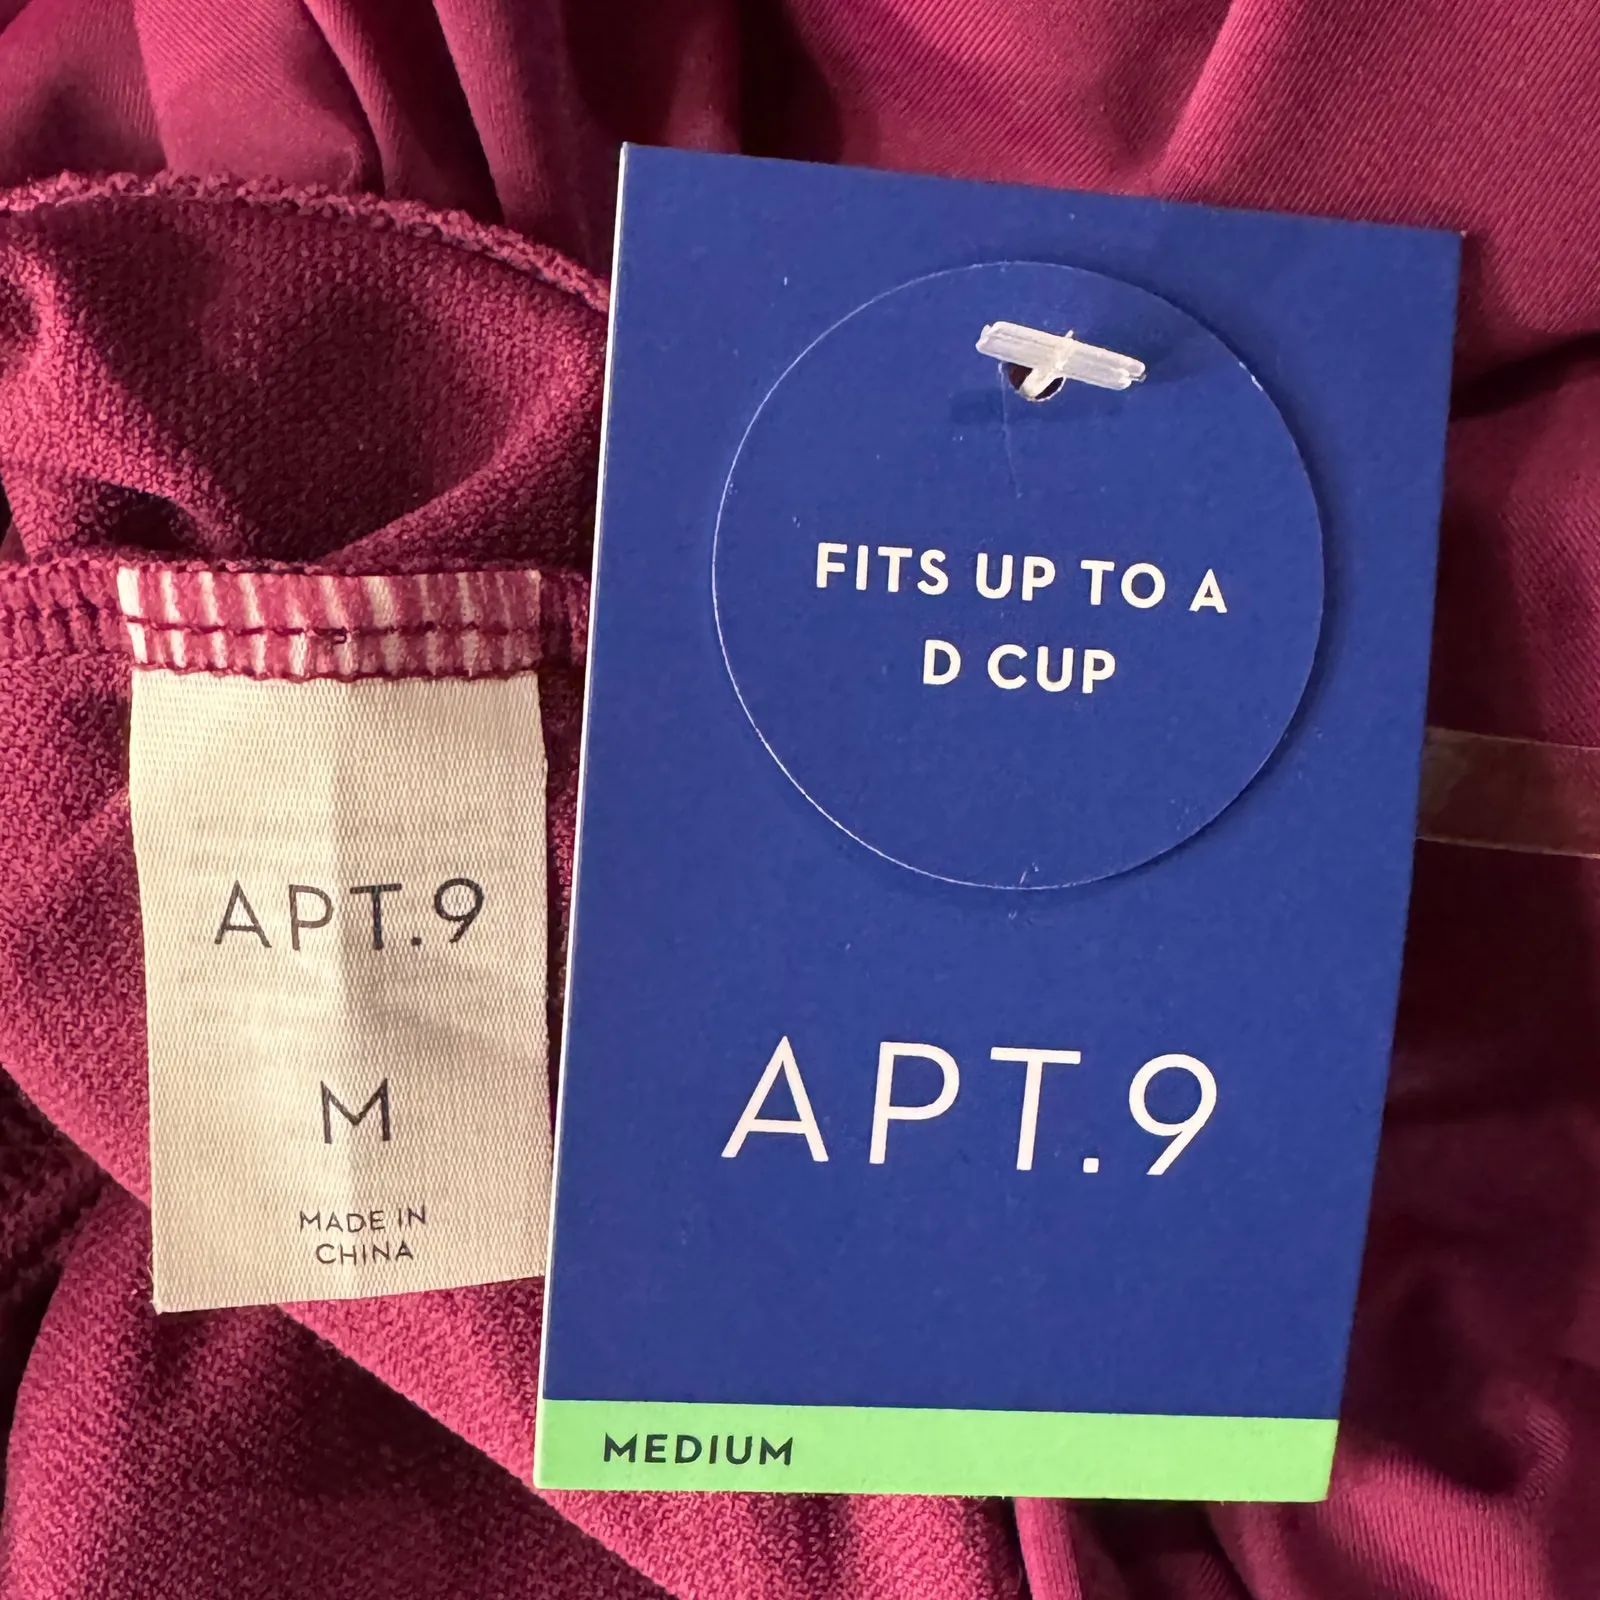 APT.9
M
MADE IN
CHINA
FITS UP TO A
D CUP
APT.9
MEDIUM